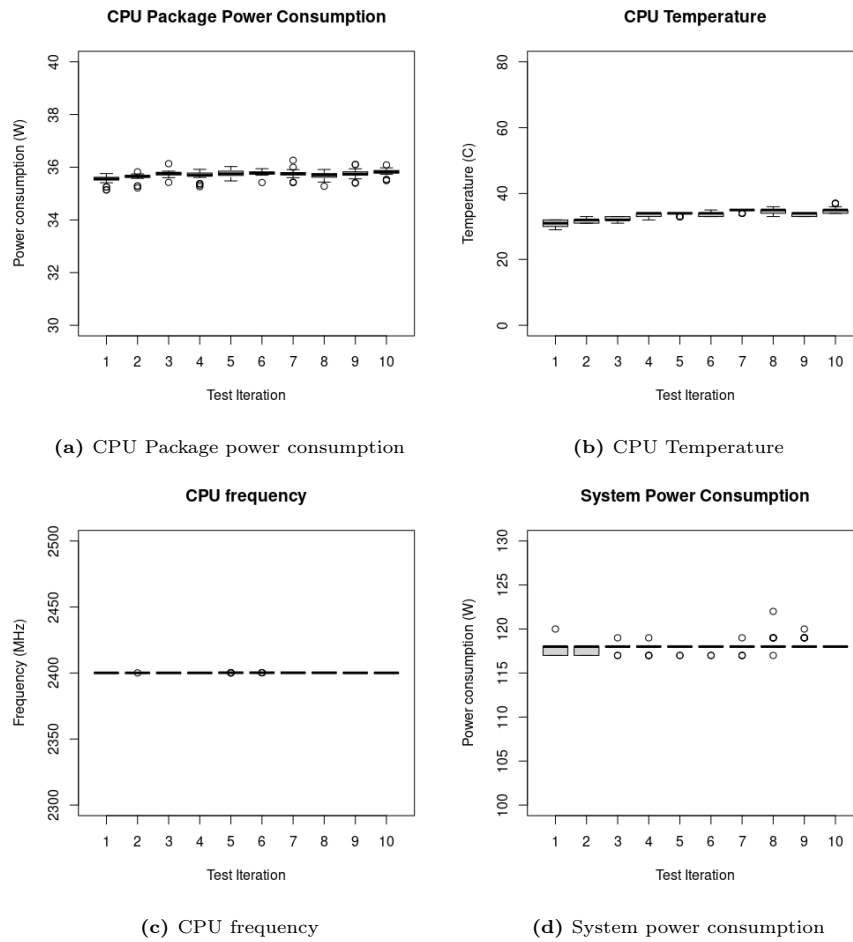 CPU Package Power Consumption
Power consumption (W)
40
38
36
34
32
30
1 2 3 4 5 6 7 8 9 10
Test Iteration
(a) CPU Package power consumption
CPU Temperature
Temperature (C)
80
60
40
20
0
1 2 3 4 5 6 7 8 9 10
Test Iteration
(b) CPU Temperature
CPU frequency
Frequency (MHz)
2500
2450
2400
2350
2300
1 2 3 4 5 6 7 8 9 10
Test Iteration
(c) CPU frequency
System Power Consumption
Power consumption (W)
130
125
120
115
110
105
100
1 2 3 4 5 6 7 8 9 10
Test Iteration
(d) System power consumption